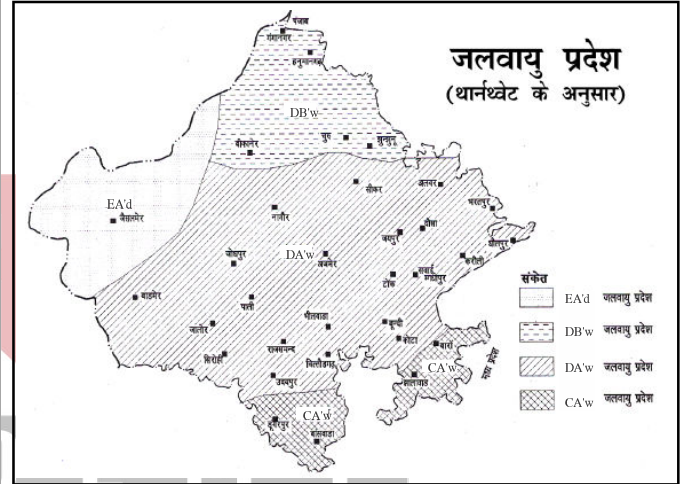 पंजाब
गंगानगर
हनुमानगढ़
जलवायु प्रदेश
(थार्नथ्वेट के अनुसार)
DB'w
चुरू
झुन्झुनू
बीकानेर
सीकर
अलवर
EA'd
जैसलमेर
नागौर
भरतपुर
दौसा
जयपुर
धौलपुर
जोधपुर
DA'w
अजमेर
करौली
टोंक
सवाई
माधोपुर
संकेत
बाड़मेर
पाली
EA'd जलवायु प्रदेश
जालोर
भीलवाडा
बून्दी
DB'w जलवायु प्रदेश
कोटा
बारां
राजसमन्द
सिरोही
चित्तौड़गढ़
CA'w
मध्य प्रदेश
DA'w जलवायु प्रदेश
उदयपुर
झालावाड़
CA'w जलवायु प्रदेश
CA'w
डूंगरपुर
बांसवाडा